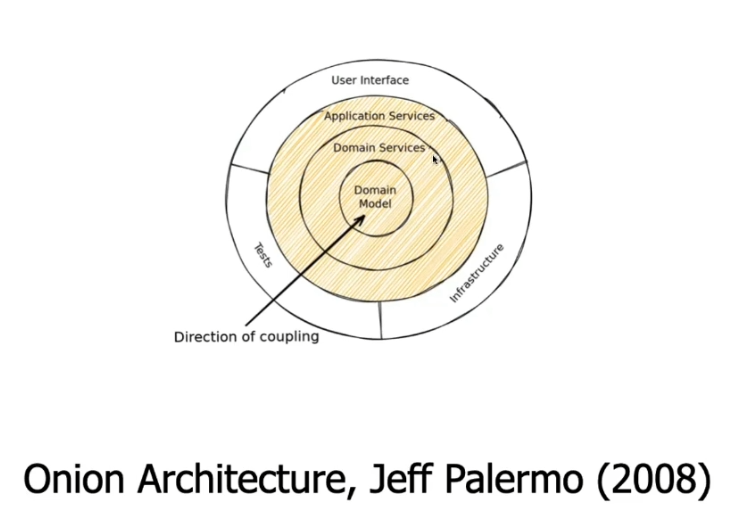 User Interface
Application Services
Domain Services
Domain
Model
Tests
Infrastructure
Direction of coupling
Onion Architecture, Jeff Palermo (2008)